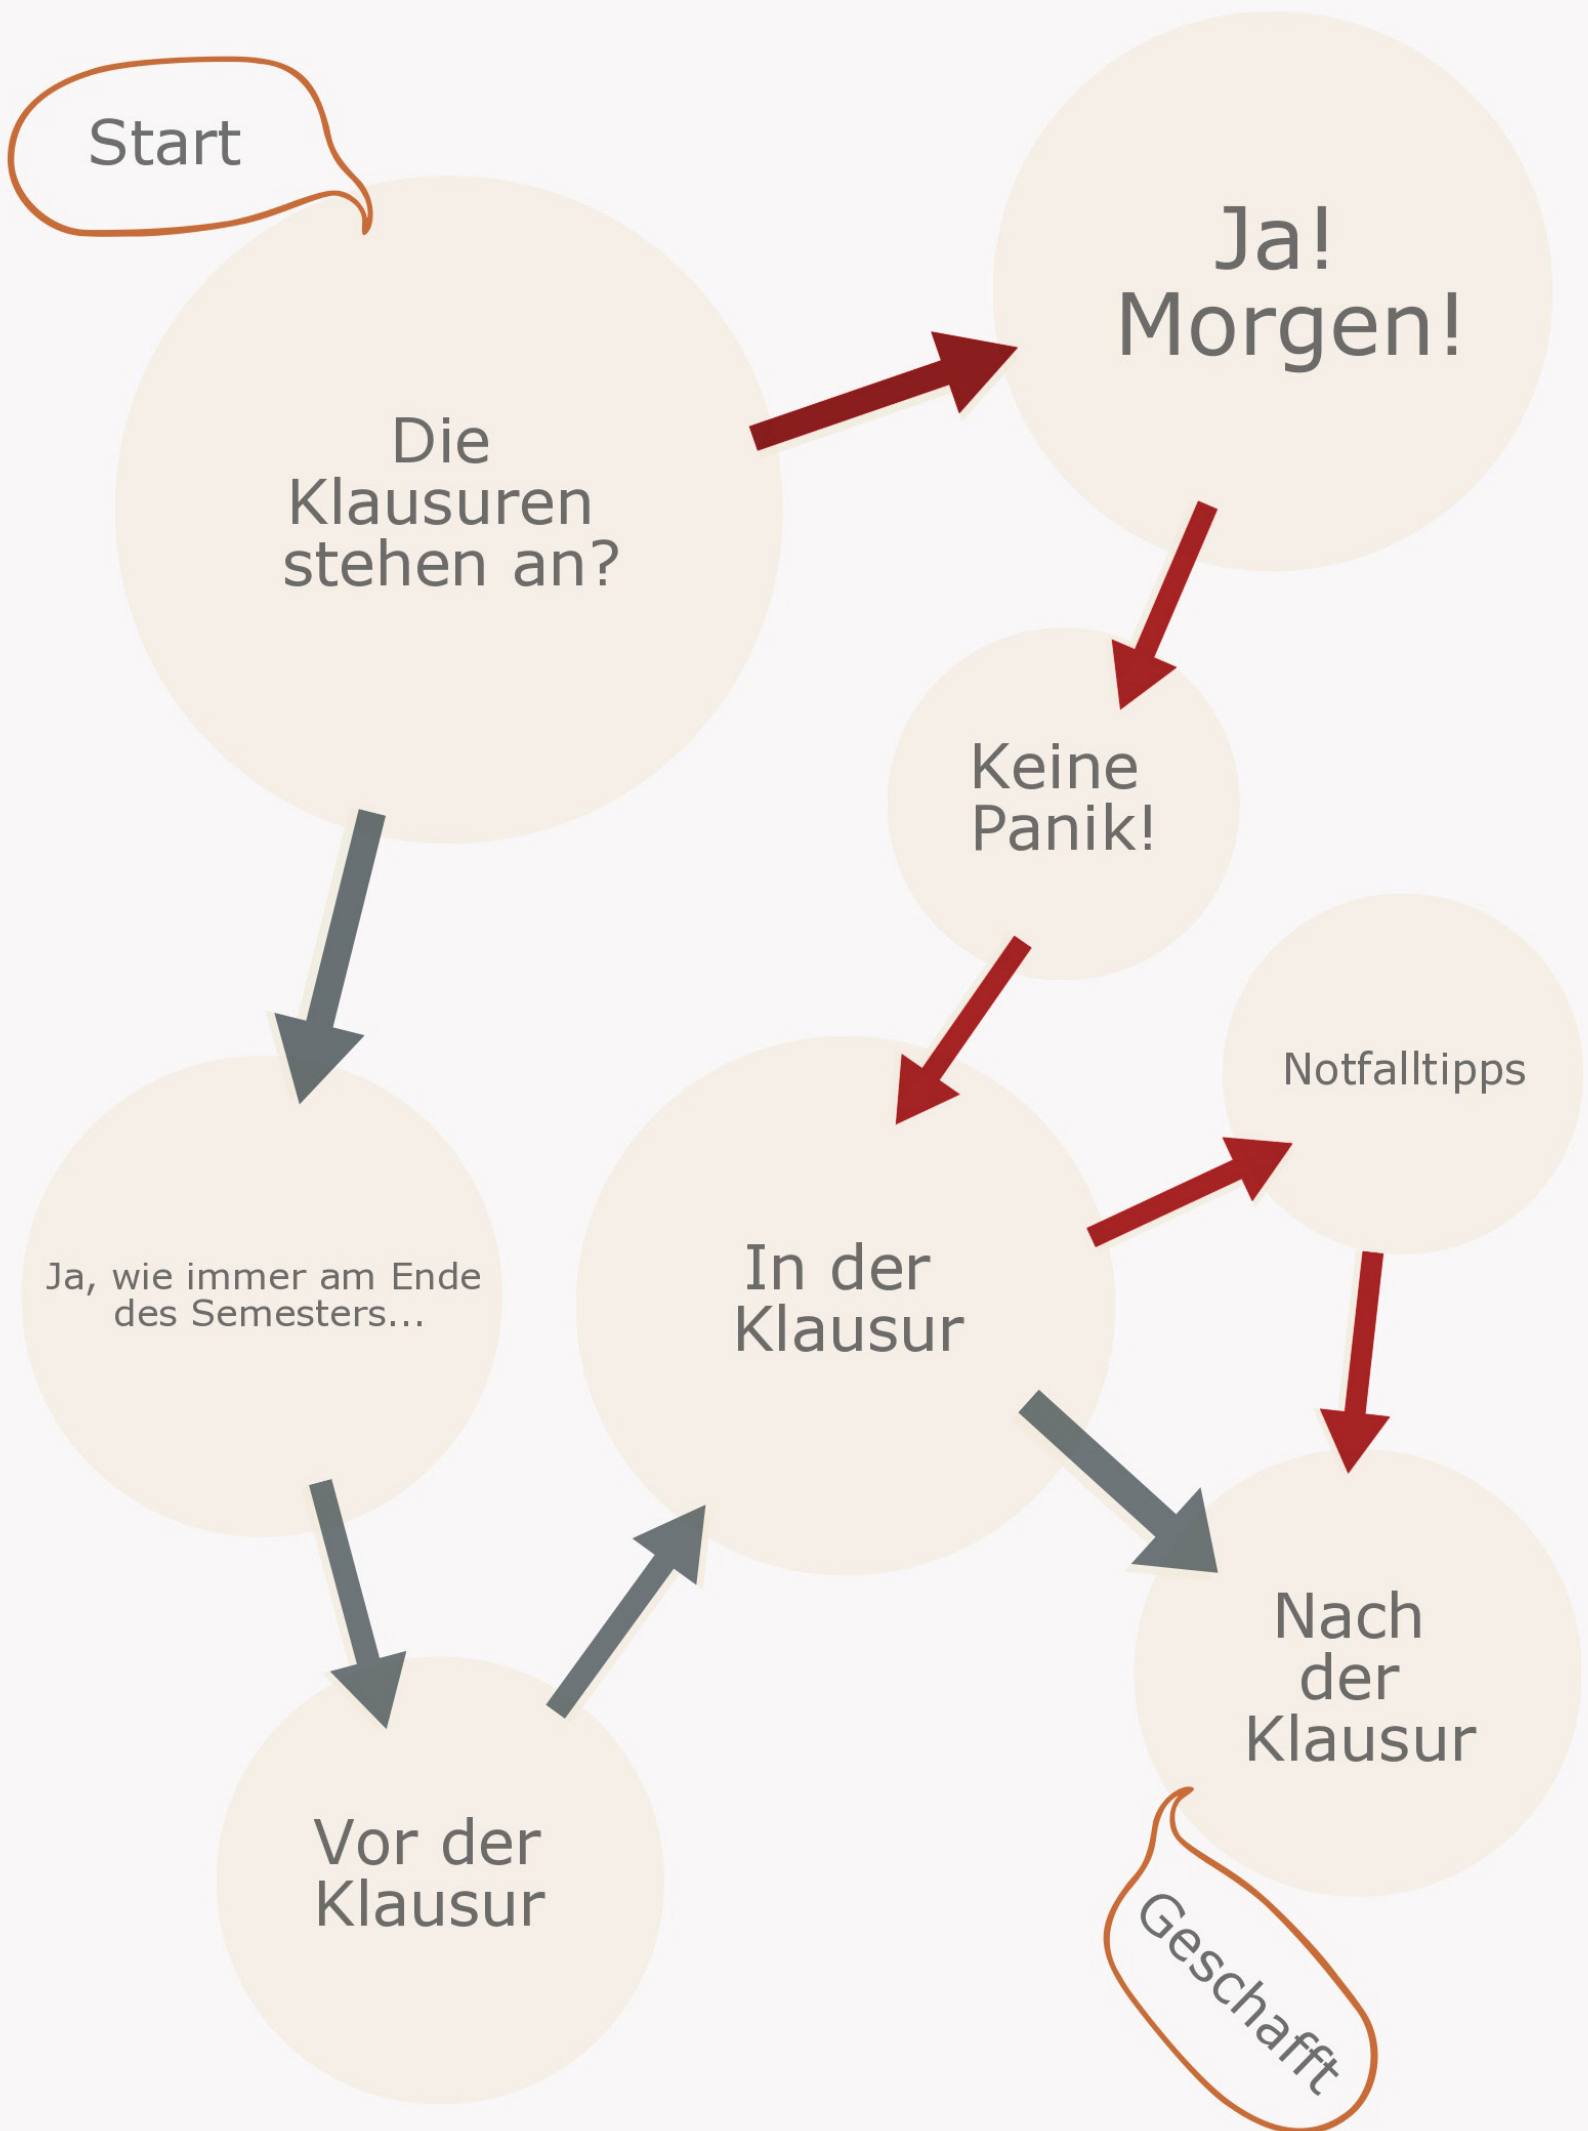 Start
Die
Klausuren
stehen an?
Ja!
Morgen!
Keine
Panik!
Notfalltipps
Ja, wie immer am Ende
des Semesters...
In der
Klausur
Nach
der
Klausur
Vor der
Klausur
Geschafft